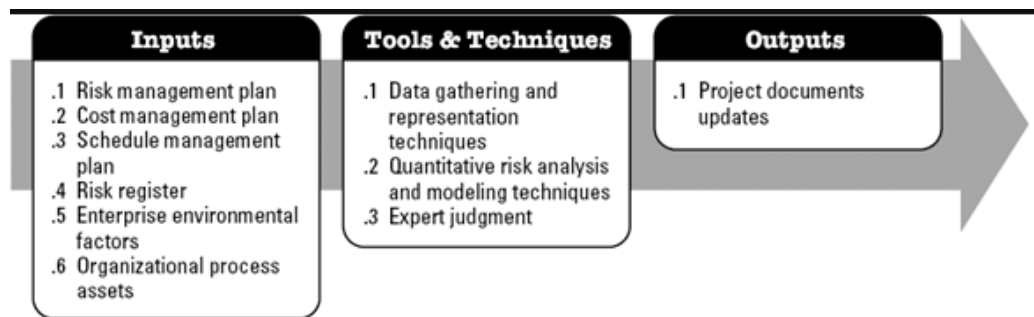 Inputs
.1 Risk management plan
.2 Cost management plan
.3 Schedule management
plan
.4 Risk register
.5 Enterprise environmental
factors
.6 Organizational process
assets
Tools & Techniques
.1 Data gathering and
representation
techniques
.2 Quantitative risk analysis
and modeling techniques
.3 Expert judgment
Outputs
.1 Project documents
updates